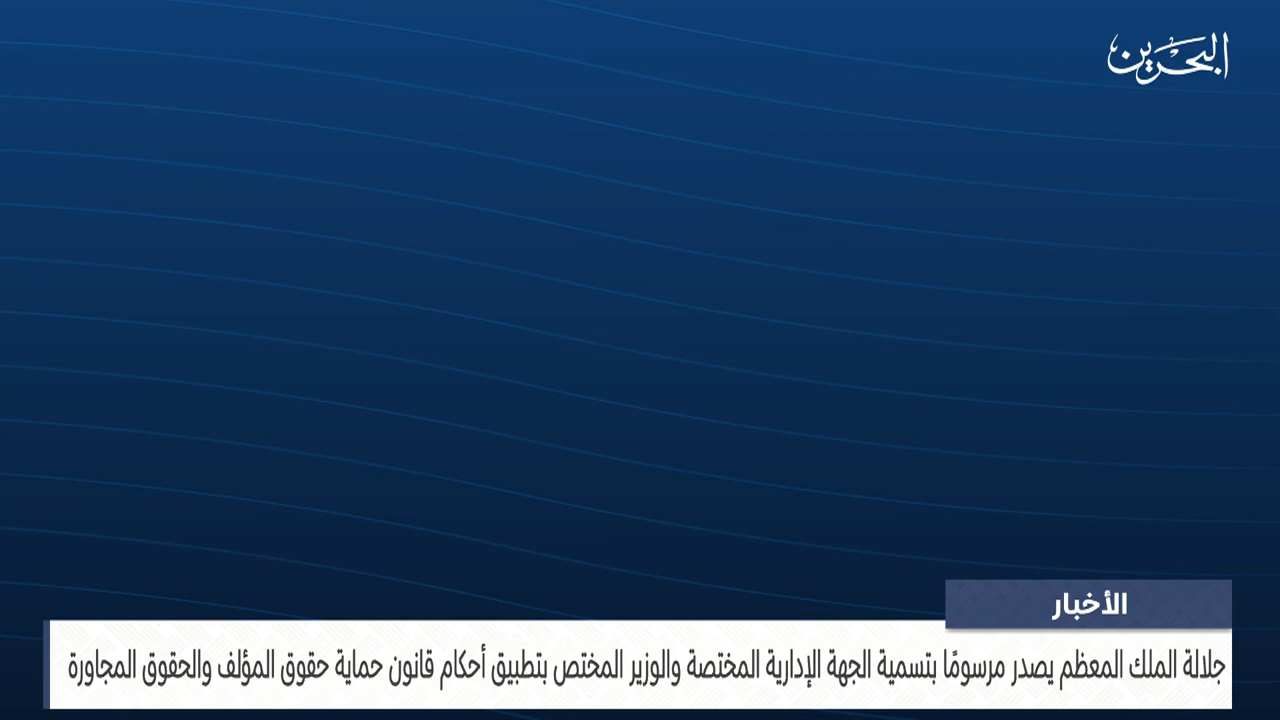 البحرين
الأخبار
جلالة الملك المعظم يصدر مرسومًا بتسمية الجهة الإدارية المختصة والوزير المختص بتطبيق أحكام قانون حماية حقوق المؤلف والحقوق المجاورة